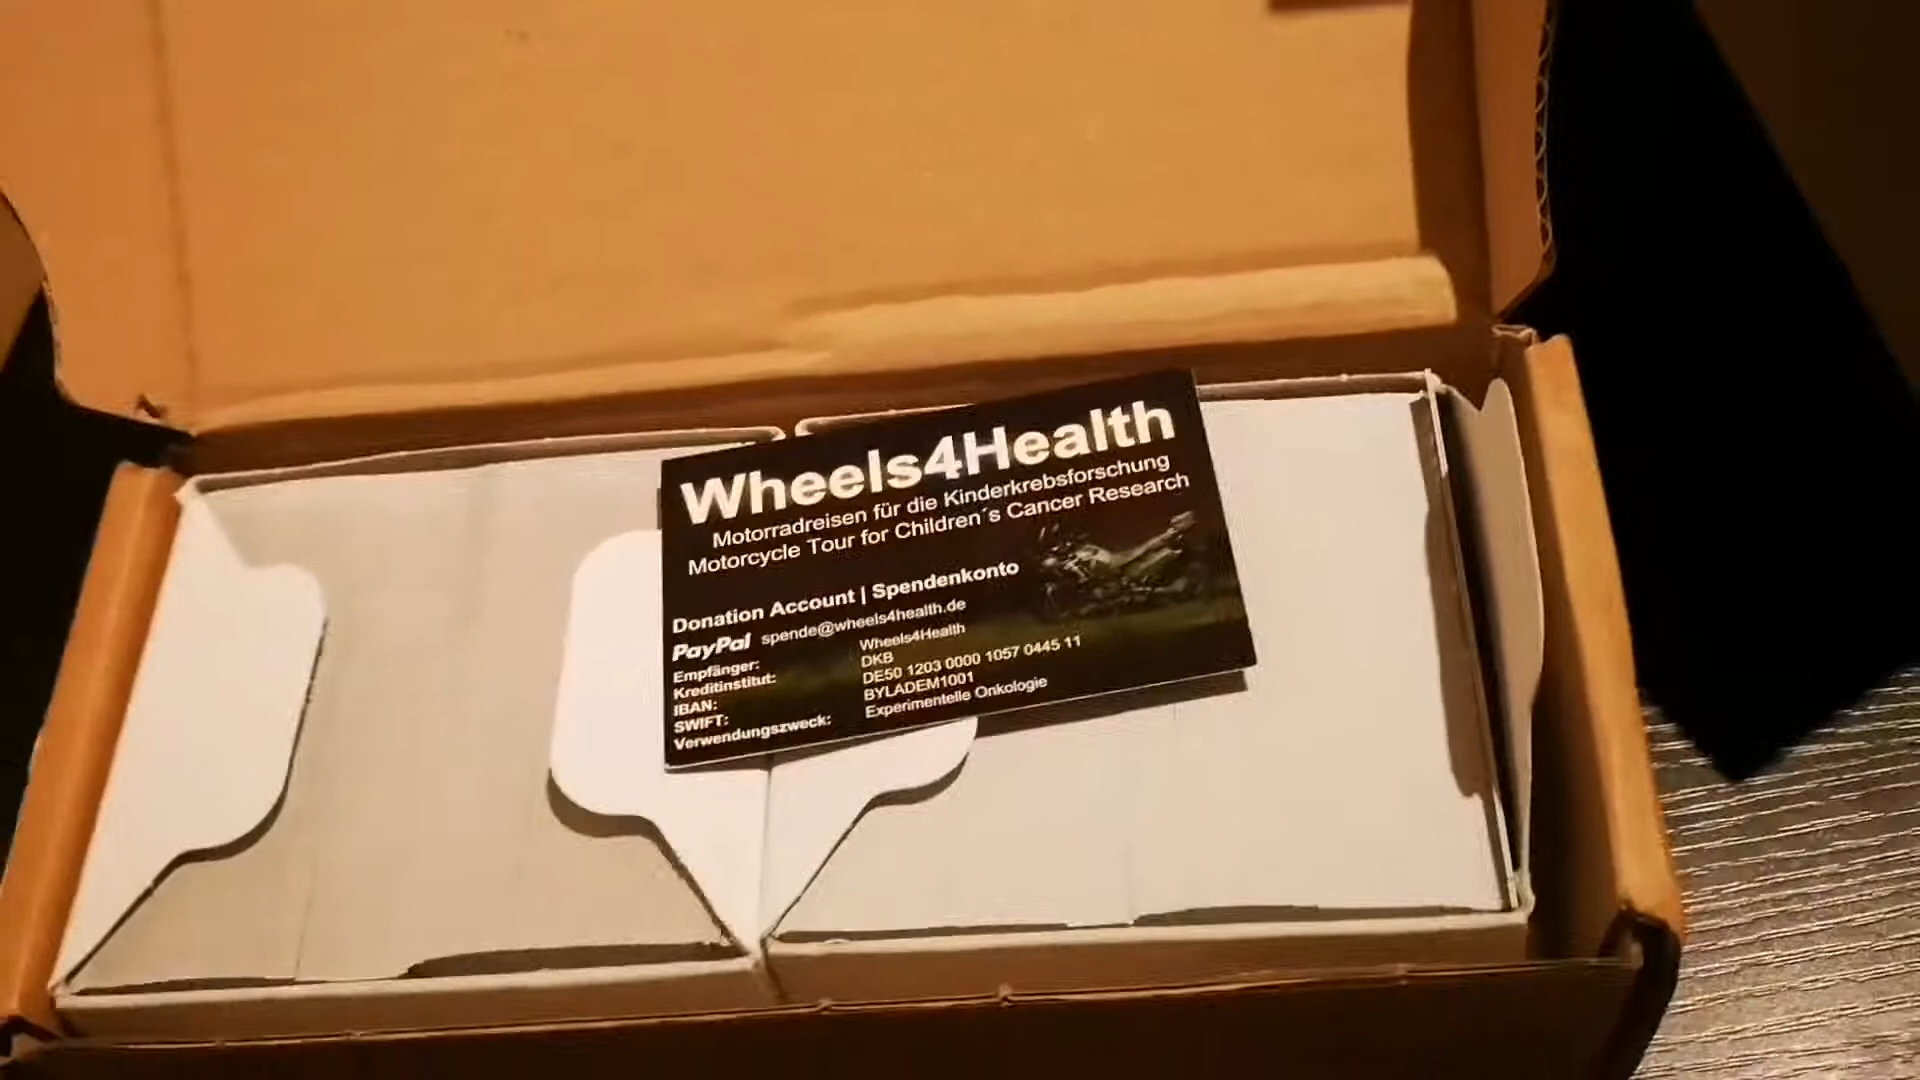 Wheels4Health
Motorradreisen für die Kinderkrebsforschung
Motorcycle Tour for Children´s Cancer Research
Donation Account | Spendenkonto
PayPal spende@wheels4health.de
Empfänger: Wheels4Health
Kreditinstitut: DKB
IBAN: DE50 1203 0000 1057 0445 11
SWIFT: BYLADEM1001
Verwendungszweck: Experimentelle Onkologie